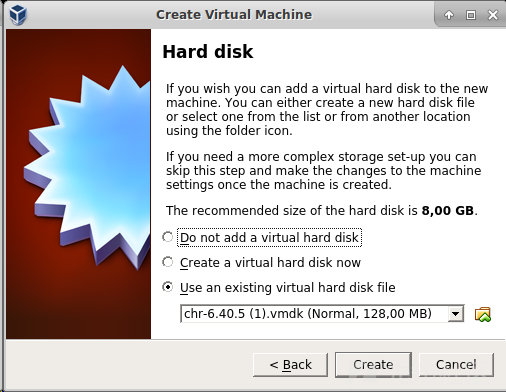 Create Virtual Machine
Hard disk
If you wish you can add a virtual hard disk to the new
machine. You can either create a new hard disk file
or select one from the list or from another location
using the folder icon.
If you need a more complex storage set-up you can
skip this step and make the changes to the machine
settings once the machine is created.
The recommended size of the hard disk is 8,00 GB.
Do not add a virtual hard disk
Create a virtual hard disk now
Use an existing virtual hard disk file
chr-6.40.5 (1).vmdk (Normal, 128,00 MB)
< Back
Create
Cancel